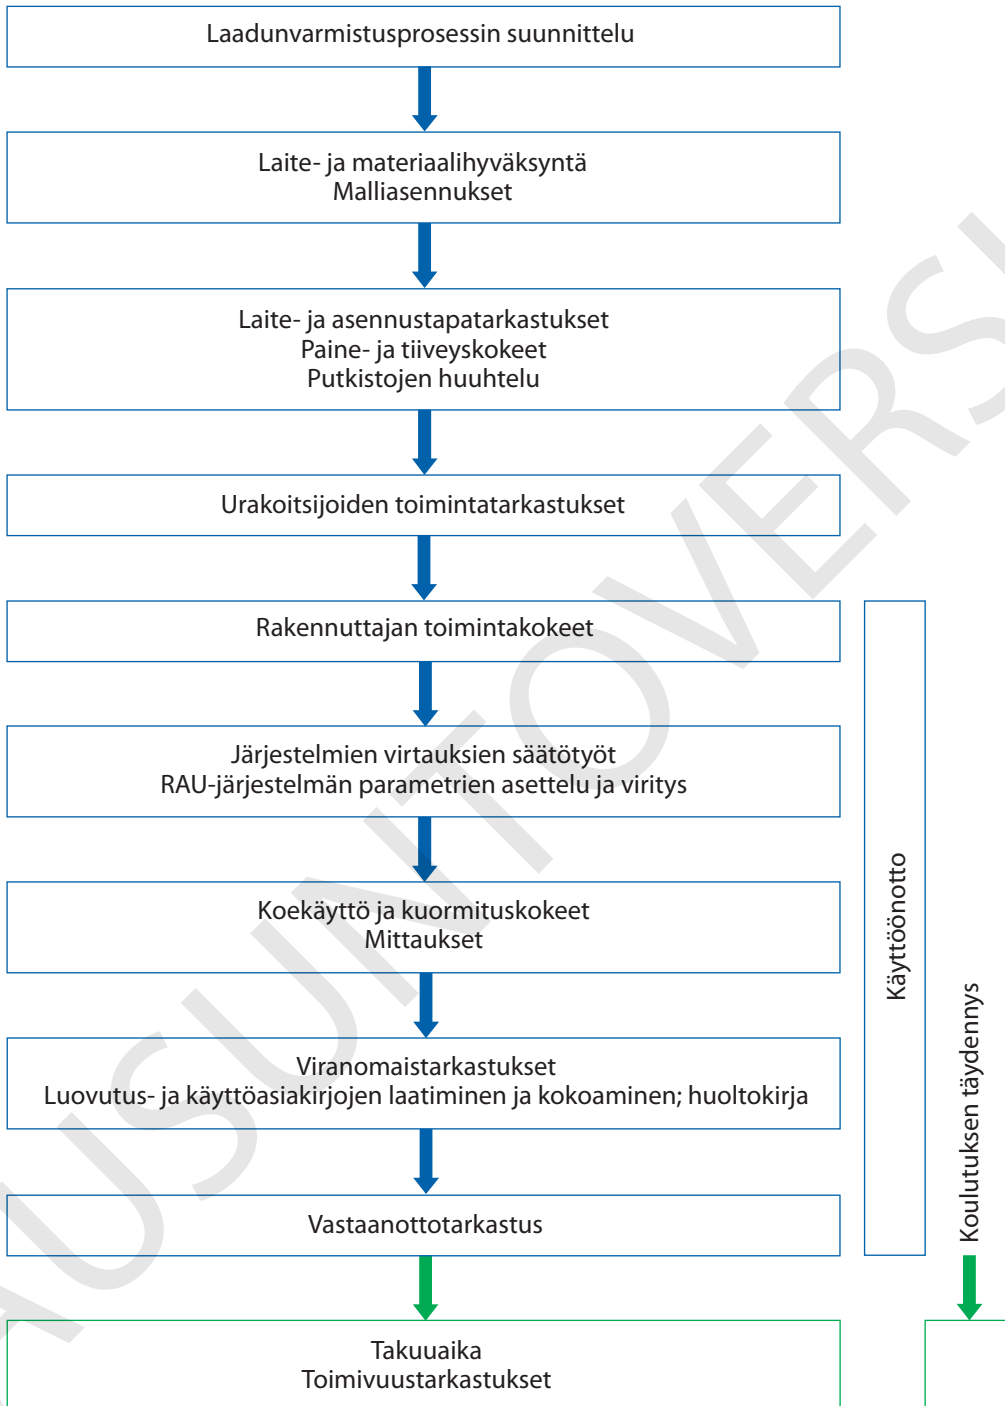 Laadunvarmistusprosessin suunnittelu
Laite- ja materiaalihyväksyntä
Malliasennukset
Laite- ja asennustapatarkastukset
Paine- ja tiiveyskokeet
Putkistojen huuhtelu
Urakoitsijoiden toimintatarkastukset
Rakennuttajan toimintakokeet
Järjestelmien virtauksien säätötyöt
RAU-järjestelmän parametrien asettelu ja viritys
Koekäyttö ja kuormituskokeet
Mittaukset
Viranomaistarkastukset
Luovutus- ja käyttöasiakirjojen laatiminen ja kokoaminen; huoltokirja
Vastaanottotarkastus
Käyttöönotto
Koulutuksen täydennys
Takuuaika
Toimivuustarkastukset